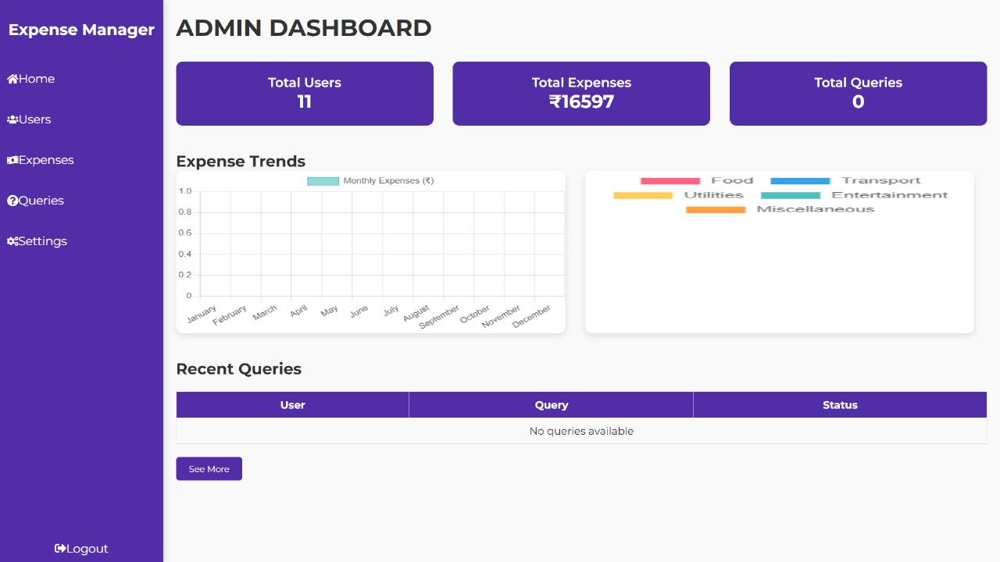 Expense Manager
Home
Users
Expenses
Queries
Settings
Logout
ADMIN DASHBOARD
Total Users
11
Total Expenses
₹16597
Total Queries
0
Expense Trends
Monthly Expenses (₹)
1.0
0.8
0.6
0.4
0.2
0
January February March April May June July August September October November December
Food Transport
Utilities Entertainment
Miscellaneous
Recent Queries
User Query Status
No queries available
See More